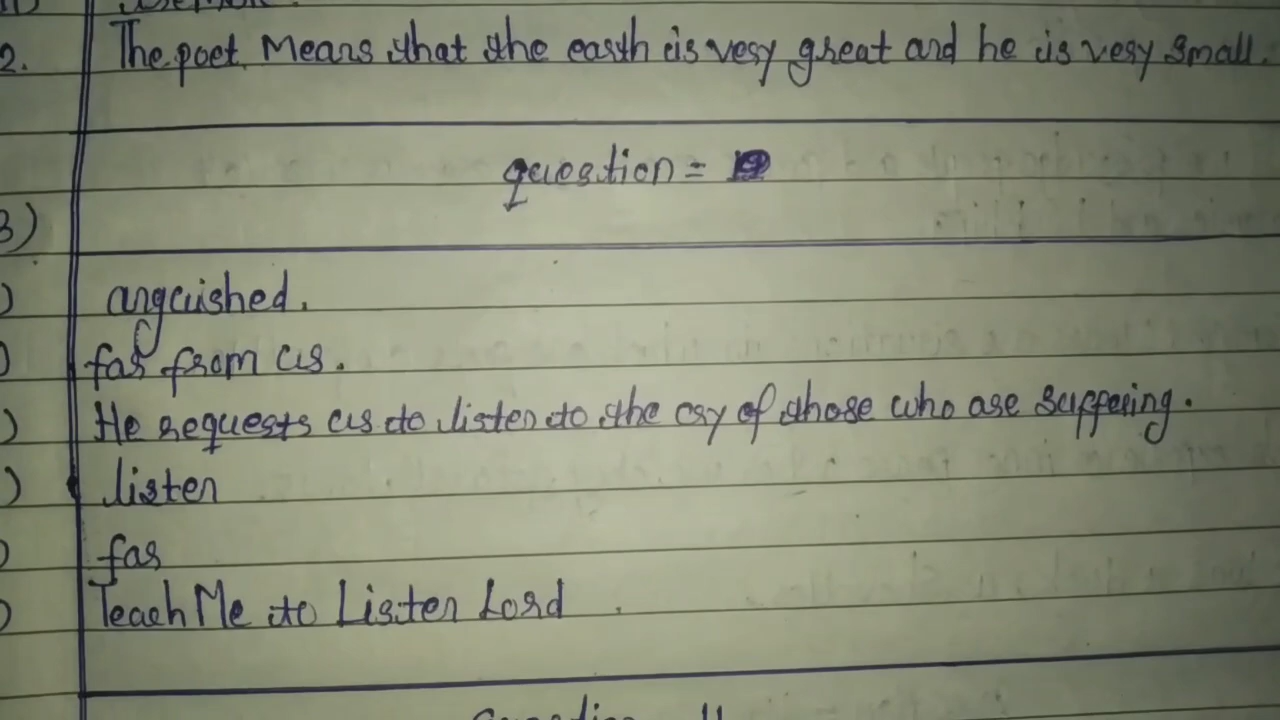 2. The poet Means that the earth is very great and he is very small.
question =
3)
anguished.
far from us.
He requests us to listen to the cry of those who are suffering.
listen
far
Teach Me to Listen Lord .